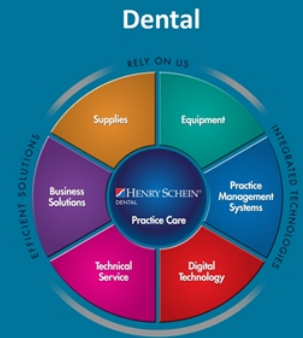 Dental
RELY ON US
EFFICIENT SOLUTIONS
INTEGRATED TECHNOLOGIES
Supplies
Equipment
Business
Solutions
HENRY SCHEIN®
DENTAL
Practice Care
Practice
Management
Systems
Technical
Service
Digital
Technology